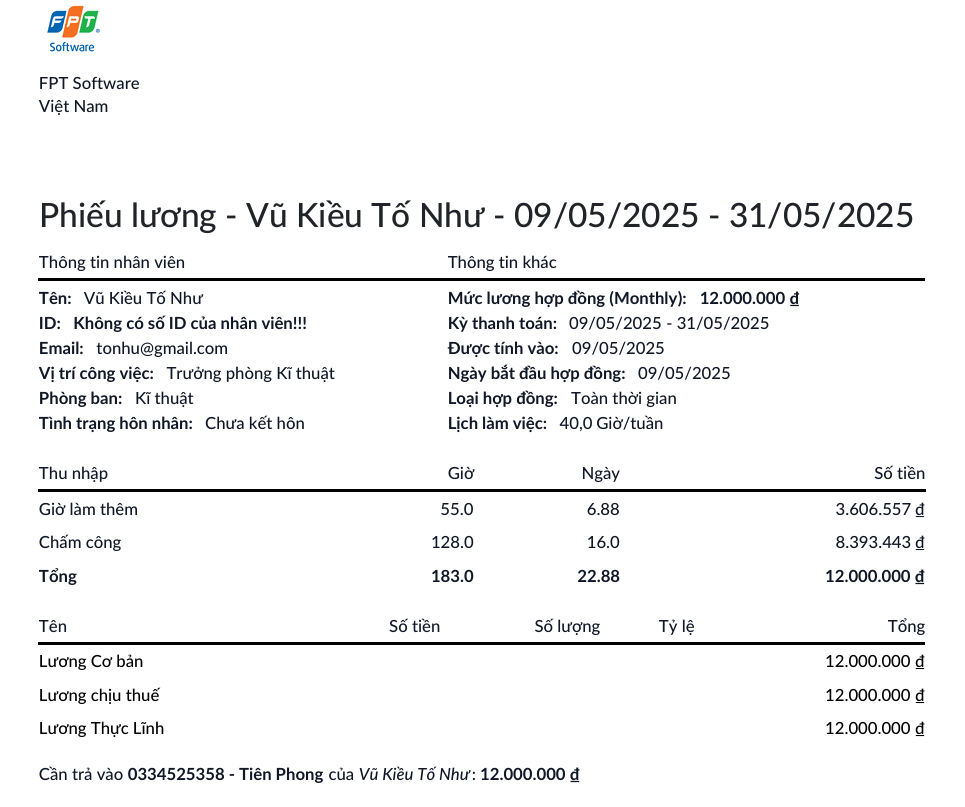 FPT
Software
FPT Software
Việt Nam
Phiếu lương - Vũ Kiều Tố Như - 09/05/2025 - 31/05/2025
Thông tin nhân viên Thông tin khác
Tên: Vũ Kiều Tố Như Mức lương hợp đồng (Monthly): 12.000.000 ₫
ID: Không có số ID của nhân viên!!! Kỳ thanh toán: 09/05/2025 - 31/05/2025
Email: tonhu@gmail.com Được tính vào: 09/05/2025
Vị trí công việc: Trưởng phòng Kĩ thuật Ngày bắt đầu hợp đồng: 09/05/2025
Phòng ban: Kĩ thuật Loại hợp đồng: Toàn thời gian
Tình trạng hôn nhân: Chưa kết hôn Lịch làm việc: 40,0 Giờ/tuần
Thu nhập Giờ Ngày Số tiền
Giờ làm thêm 55.0 6.88 3.606.557 ₫
Chấm công 128.0 16.0 8.393.443 ₫
Tổng 183.0 22.88 12.000.000 ₫
Tên Số tiền Số lượng Tỷ lệ Tổng
Lương Cơ bản 12.000.000 ₫
Lương chịu thuế 12.000.000 ₫
Lương Thực Lĩnh 12.000.000 ₫
Cần trả vào 0334525358 - Tiên Phong của Vũ Kiều Tố Như: 12.000.000 ₫